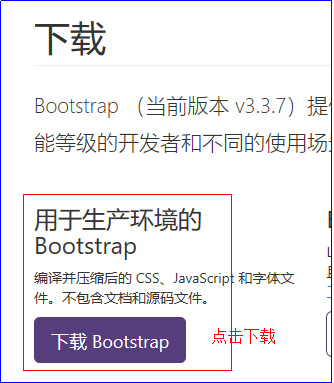 下载
Bootstrap （当前版本 v3.3.7）提
能等级的开发者和不同的使用场
用于生产环境的
Bootstrap
编译并压缩后的 CSS、JavaScript 和字体文
件。不包含文档和源码文件。
下载 Bootstrap
点击下载